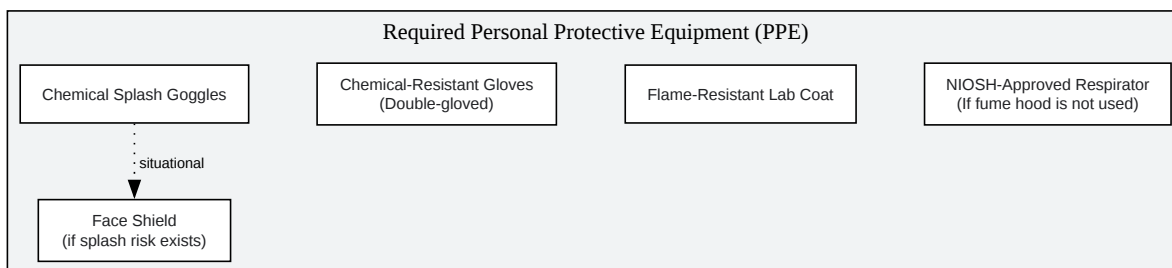 Required Personal Protective Equipment (PPE)
Chemical Splash Goggles
Chemical-Resistant Gloves
(Double-gloved)
Flame-Resistant Lab Coat
NIOSH-Approved Respirator
(If fume hood is not used)
situational
Face Shield
(if splash risk exists)